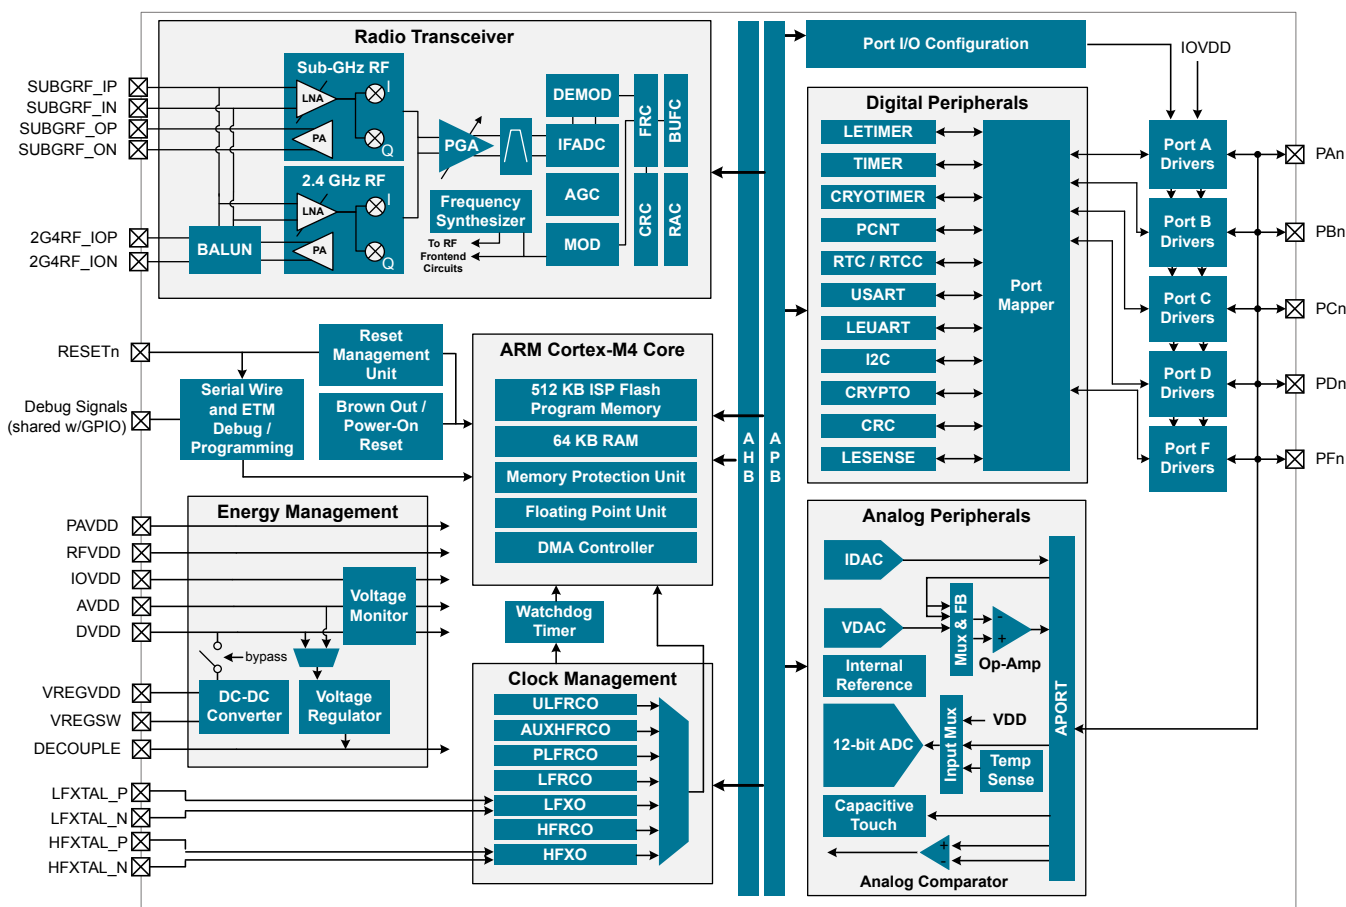 Radio Transceiver
SUBGRF_IP
SUBGRF_IN
SUBGRF_OP
SUBGRF_ON
2G4RF_IOP
2G4RF_ION
BALUN
Sub-GHz RF
LNA
I
PA
Q
2.4 GHz RF
LNA
I
PA
Q
PGA
Frequency
Synthesizer
To RF
Frontend
Circuits
DEMOD
IFADC
AGC
MOD
FRC
BUFC
CRC
RAC
RESETn
Debug Signals
(shared w/GPIO)
Reset
Management
Unit
Serial Wire
and ETM
Debug /
Programming
Brown Out /
Power-On
Reset
ARM Cortex-M4 Core
512 KB ISP Flash
Program Memory
64 KB RAM
Memory Protection Unit
Floating Point Unit
DMA Controller
Watchdog
Timer
Energy Management
PAVDD
RFVDD
IOVDD
AVDD
DVDD
VREGVDD
VREGSW
DECOUPLE
Voltage
Monitor
bypass
DC-DC
Converter
Voltage
Regulator
LFXTAL_P
LFXTAL_N
HFXTAL_P
HFXTAL_N
Clock Management
ULFRCO
AUXHFRCO
PLFRCO
LFRCO
LFXO
HFRCO
HFXO
AHB
APB
Port I/O Configuration
IOVDD
Digital Peripherals
LETIMER
TIMER
CRYOTIMER
PCNT
RTC / RTCC
USART
LEUART
I2C
CRYPTO
CRC
LESENSE
Port
Mapper
Port A
Drivers
Port B
Drivers
Port C
Drivers
Port D
Drivers
Port F
Drivers
PAn
PBn
PCn
PDn
PFn
Analog Peripherals
IDAC
VDAC
Mux & FB
-
+
Op-Amp
Internal
Reference
12-bit ADC
Input Mux
VDD
Temp
Sense
Capacitive
Touch
+
-
Analog Comparator
APORT